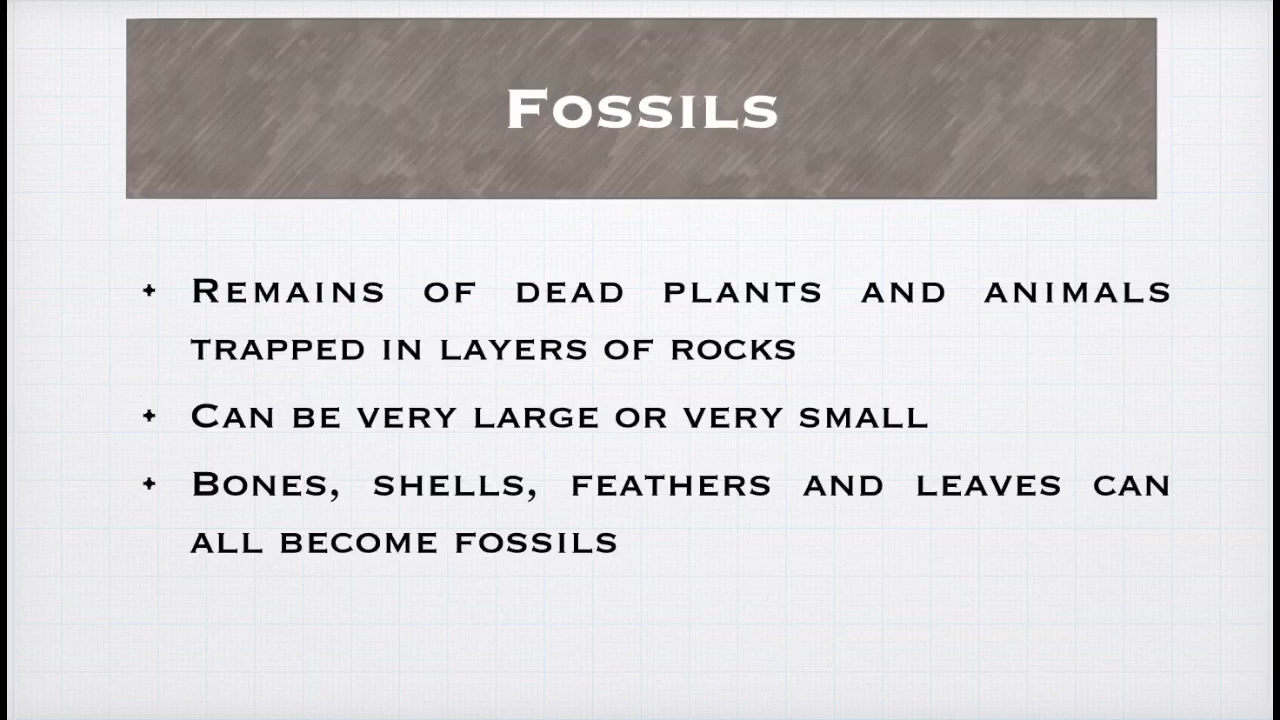 Fossils
Remains of dead plants and animals
trapped in layers of rocks
Can be very large or very small
Bones, shells, feathers and leaves can
all become fossils